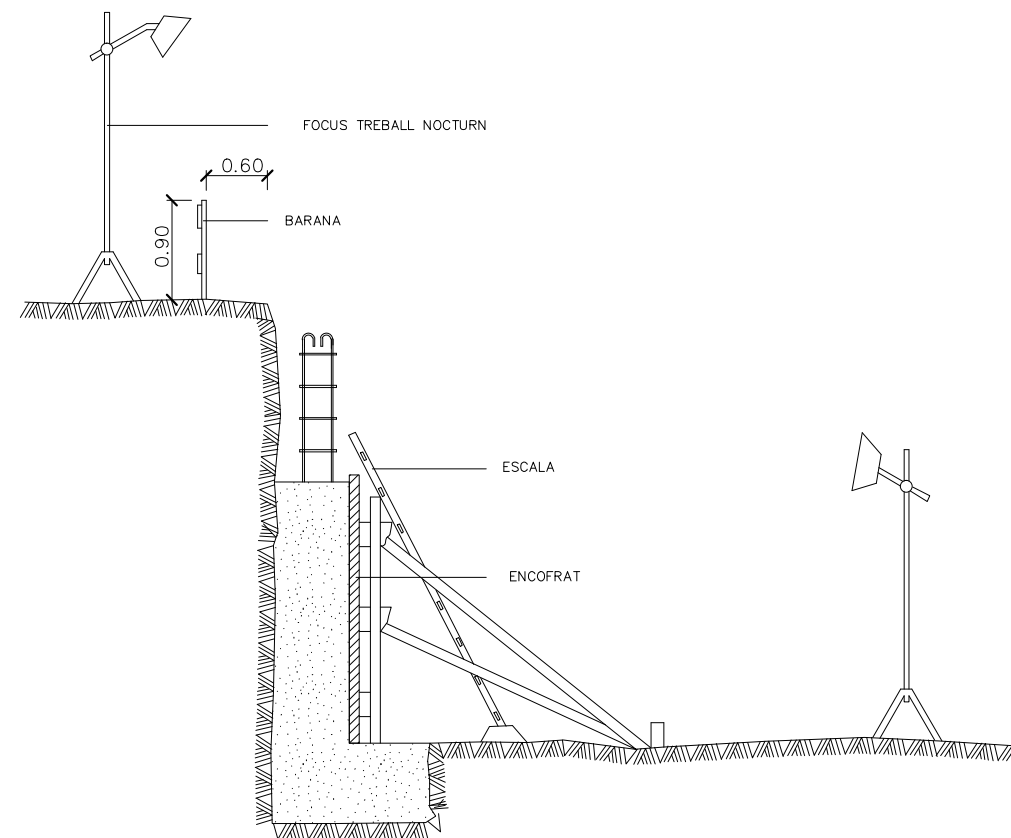 FOCUS TREBALL NOCTURN
0.60
BARANA
0.90
ESCALA
ENCOFRAT